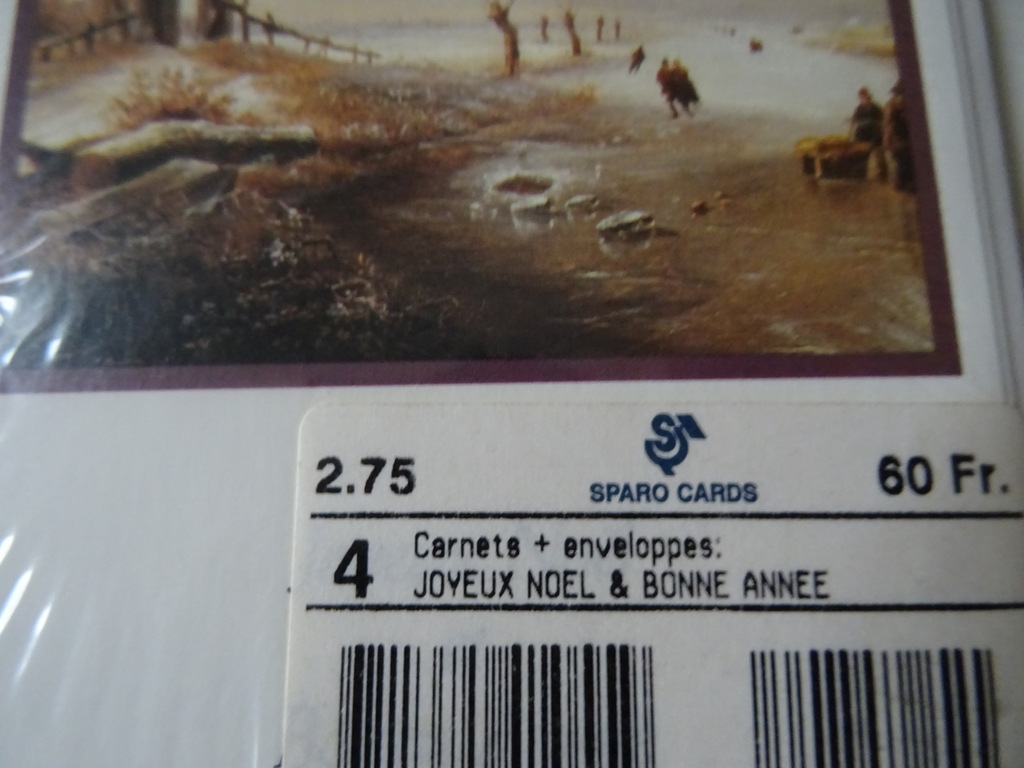 2.75
SPARO CARDS
60 Fr.
4
Carnets + enveloppes:
JOYEUX NOEL & BONNE ANNEE